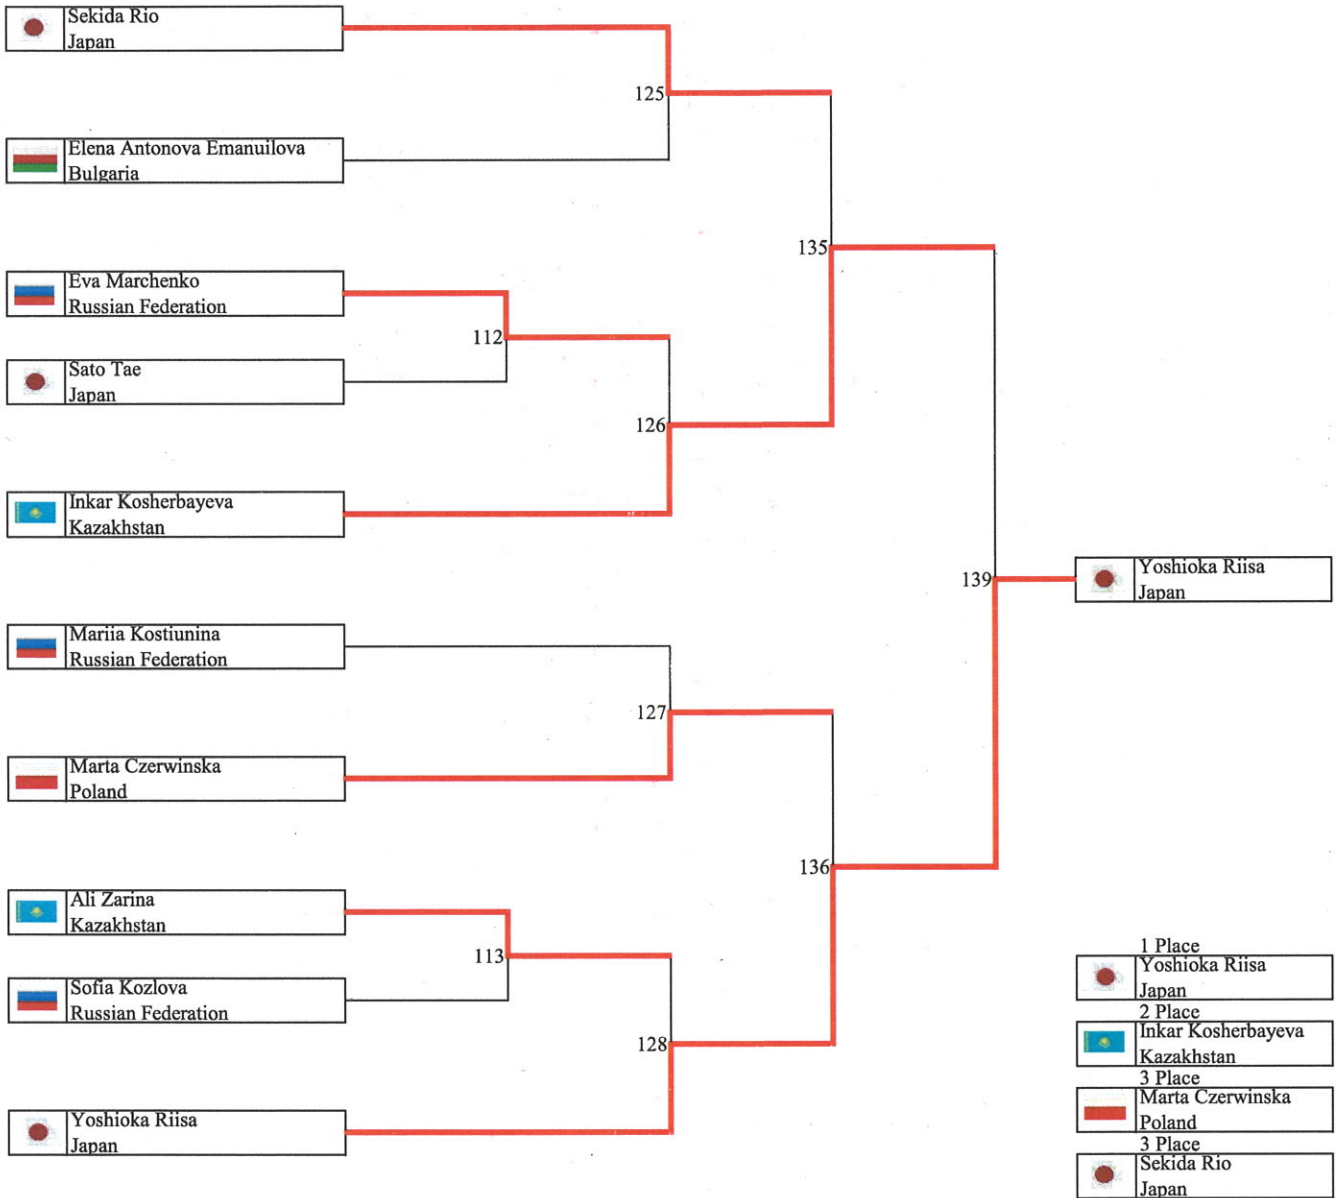 Sekida Rio
Japan
125
Elena Antonova Emanuilova
Bulgaria
135
Eva Marchenko
Russian Federation
112
Sato Tae
Japan
126
Inkar Kosherbayeva
Kazakhstan
139
Yoshioka Riisa
Japan
Mariia Kostiunina
Russian Federation
127
Marta Czerwinska
Poland
136
Ali Zarina
Kazakhstan
113
Sofia Kozlova
Russian Federation
128
Yoshioka Riisa
Japan
1 Place
Yoshioka Riisa
Japan
2 Place
Inkar Kosherbayeva
Kazakhstan
3 Place
Marta Czerwinska
Poland
3 Place
Sekida Rio
Japan